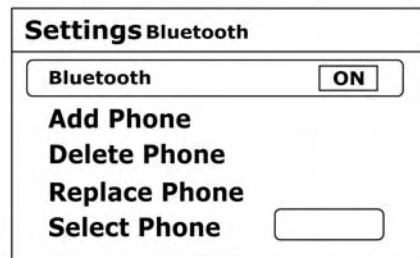 Settings Bluetooth
Bluetooth ON
Add Phone
Delete Phone
Replace Phone
Select Phone